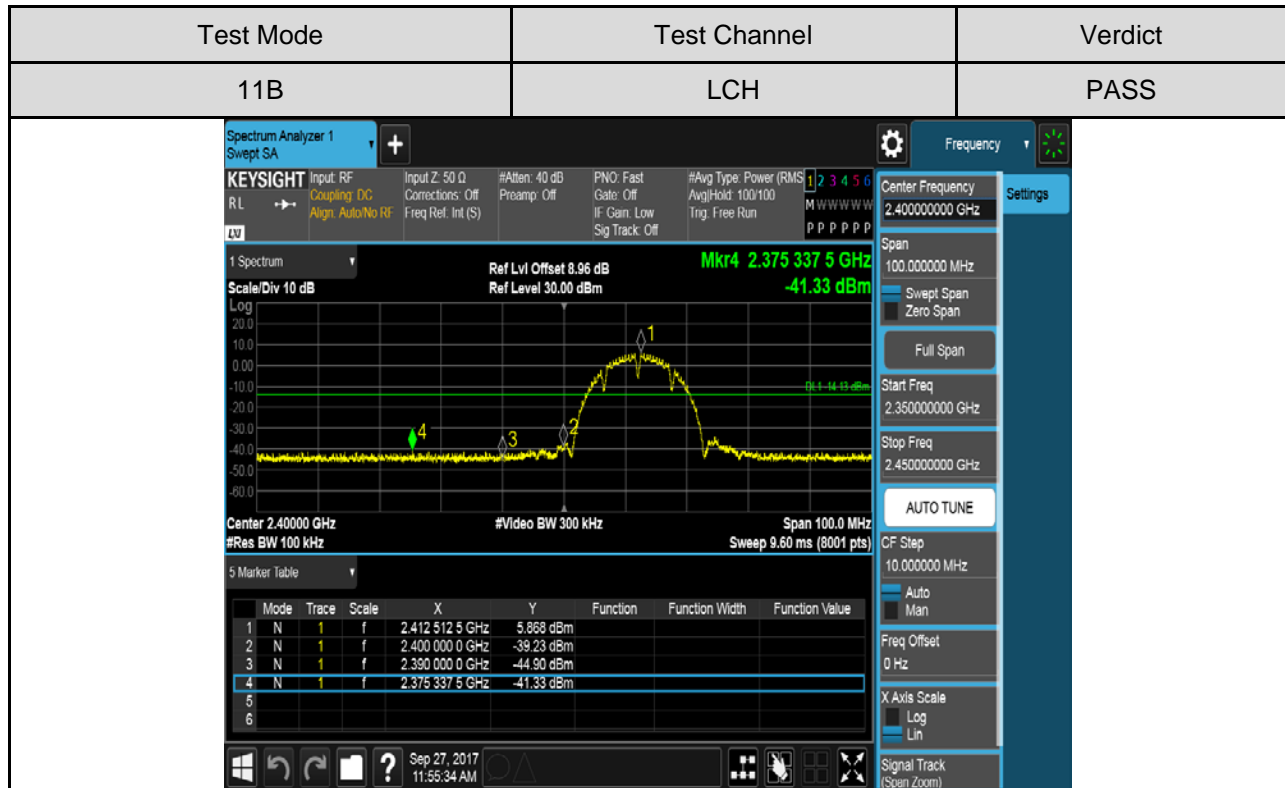 Test Mode Test Channel Verdict
11B LCH PASS
Spectrum Analyzer 1
Swept SA
+
Frequency
KEYSIGHT
RL
LXI
Input: RF
Coupling: DC
Align: Auto/No RF
Input Z: 50 Ω
Corrections: Off
Freq Ref: Int (S)
#Atten: 40 dB
Preamp: Off
PNO: Fast
Gate: Off
IF Gain: Low
Sig Track: Off
#Avg Type: Power (RMS
Avg|Hold: 100/100
Trig: Free Run
1 2 3 4 5 6
M W W W W W
P P P P P P
1 Spectrum
Scale/Div 10 dB
Ref Lvl Offset 8.96 dB
Ref Level 30.00 dBm
Mkr4 2.375 337 5 GHz
-41.33 dBm
Log
20.0
10.0
0.00
-10.0
-20.0
-30.0
-40.0
-50.0
-60.0
1
DL1 -14.13 dBm
4
3
2
Center 2.40000 GHz #Video BW 300 kHz Span 100.0 MHz
#Res BW 100 kHz Sweep 9.60 ms (8001 pts)
5 Marker Table
Mode Trace Scale X Y Function Function Width Function Value
1 N 1 f 2.412 512 5 GHz 5.868 dBm
2 N 1 f 2.400 000 0 GHz -39.23 dBm
3 N 1 f 2.390 000 0 GHz -44.90 dBm
4 N 1 f 2.375 337 5 GHz -41.33 dBm
5
6
?
Sep 27, 2017
11:55:34 AM
Center Frequency
2.40000000 GHz
Settings
Span
100.000000 MHz
Swept Span
Zero Span
Full Span
Start Freq
2.350000000 GHz
Stop Freq
2.450000000 GHz
AUTO TUNE
CF Step
10.000000 MHz
Auto
Man
Freq Offset
0 Hz
X Axis Scale
Log
Lin
Signal Track
(Span Zoom)